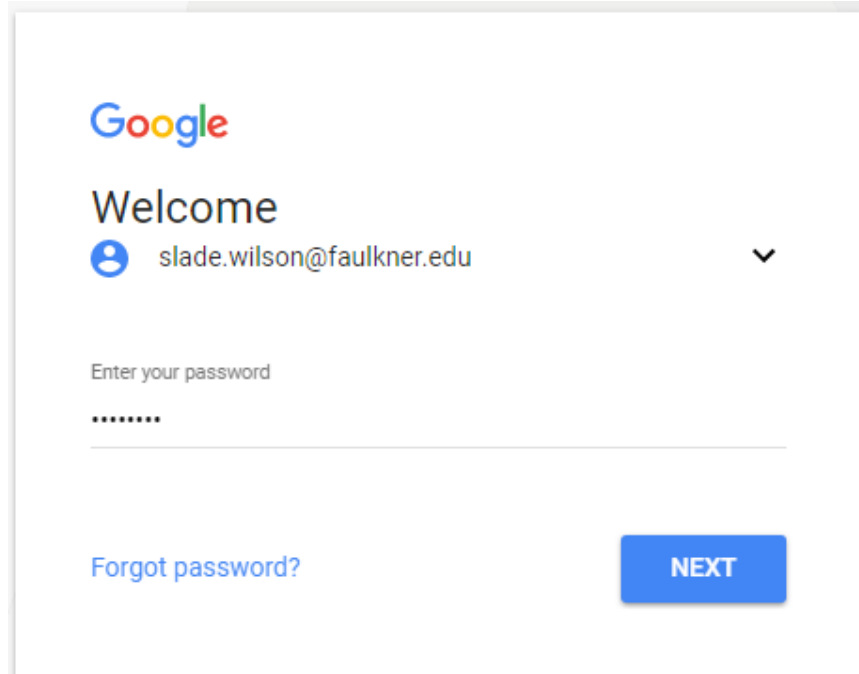 Google
Welcome
slade.wilson@faulkner.edu
Enter your password
••••••••
Forgot password?
NEXT